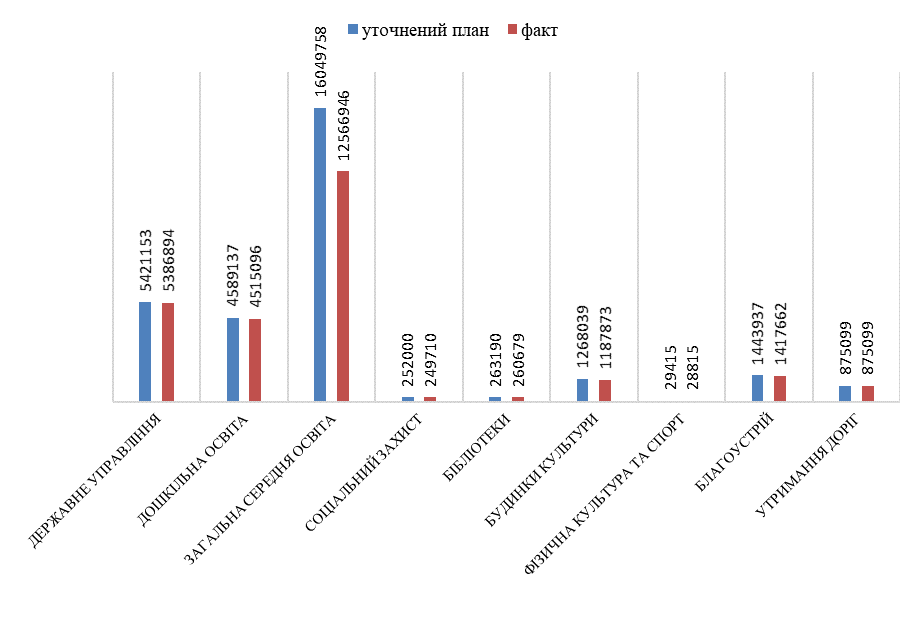 уточнений план
факт
5421153
5386894
4589137
4515096
16049758
12566946
252000
249710
263190
260679
1268039
1187873
29415
28815
1443937
1417662
875099
875099
ДЕРЖАВНЕ УПРАВЛІННЯ
ДОШКІЛЬНА ОСВІТА
ЗАГАЛЬНА СЕРЕДНЯ ОСВІТА
СОЦІАЛЬНИЙ ЗАХИСТ
БІБЛІОТЕКИ
БУДИНКИ КУЛЬТУРИ
ФІЗИЧНА КУЛЬТУРА ТА СПОРТ
БЛАГОУСТРІЙ
УТРИМАННЯ ДОРІГ